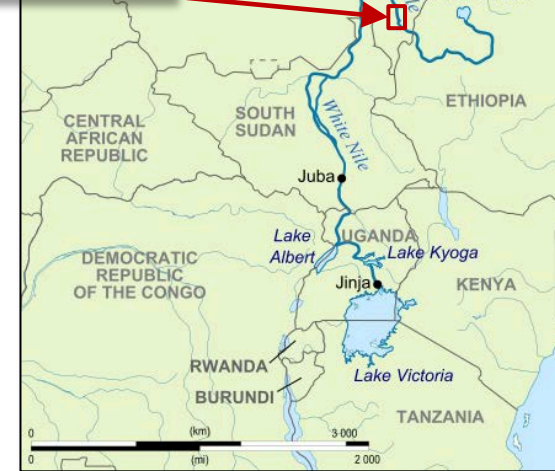 ETHIOPIA
CENTRAL
AFRICAN
REPUBLIC
SOUTH
SUDAN
White Nile
Juba
Lake
Albert
UGANDA
Lake Kyoga
DEMOCRATIC
REPUBLIC
OF THE CONGO
Jinja
KENYA
RWANDA
BURUNDI
Lake Victoria
TANZANIA
0 (km) 3 000
0 (mi) 2 000